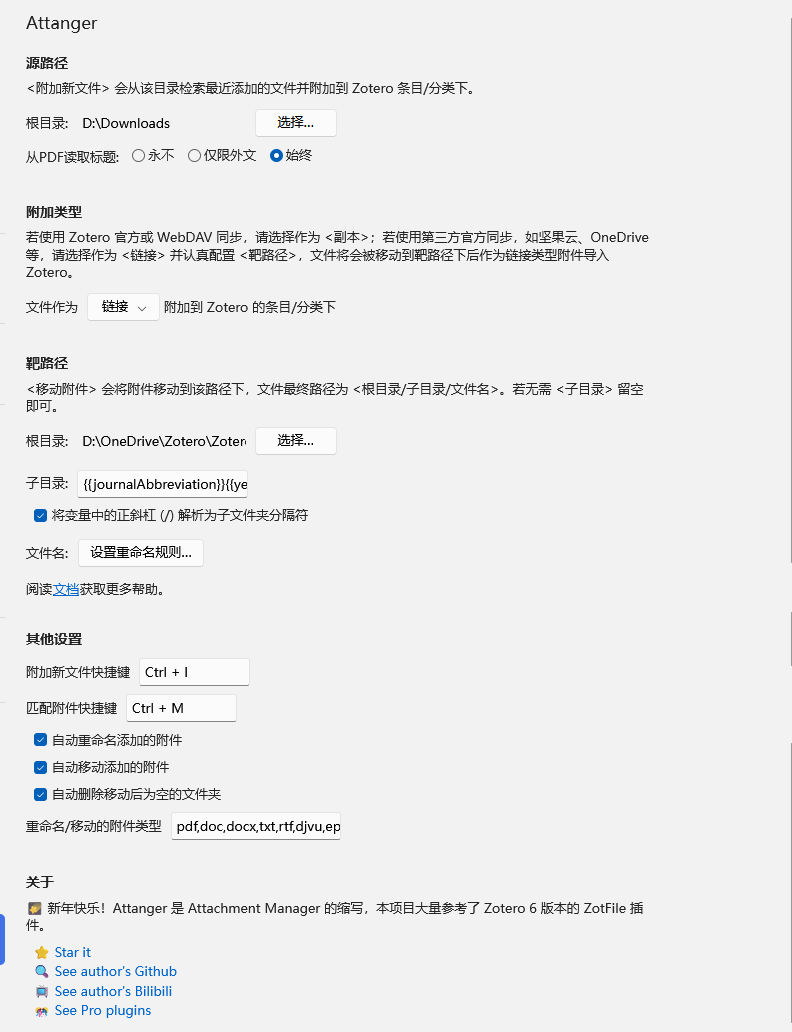 Attanger
源路径
<附加新文件> 会从该目录检索最近添加的文件并附加到 Zotero 条目/分类下。
根目录: D:\Downloads 选择...
从PDF读取标题: 永不 仅限外文 始终
附加类型
若使用 Zotero 官方或 WebDAV 同步，请选择作为 <副本>；若使用第三方官方同步，如坚果云、OneDrive
等，请选择作为 <链接> 并认真配置 <靶路径>，文件将会被移动到靶路径下后作为链接类型附件导入
Zotero。
文件作为 链接 附加到 Zotero 的条目/分类下
靶路径
<移动附件> 会将附件移动到该路径下，文件最终路径为 <根目录/子目录/文件名>。若无需 <子目录> 留空
即可。
根目录: D:\OneDrive\Zotero\Zoter 选择...
子目录: {{journalAbbreviation}}{{ye
将变量中的正斜杠 (/) 解析为子文件夹分隔符
文件名: 设置重命名规则...
阅读文档获取更多帮助。
其他设置
附加新文件快捷键 Ctrl + I
匹配附件快捷键 Ctrl + M
自动重命名添加的附件
自动移动添加的附件
自动删除移动后为空的文件夹
重命名/移动的附件类型 pdf,doc,docx,txt,rtf,djvu,ep
关于
🎆 新年快乐！Attanger 是 Attachment Manager 的缩写，本项目大量参考了 Zotero 6 版本的 ZotFile 插
件。
⭐ Star it
🔍 See author's Github
📺 See author's Bilibili
See Pro plugins